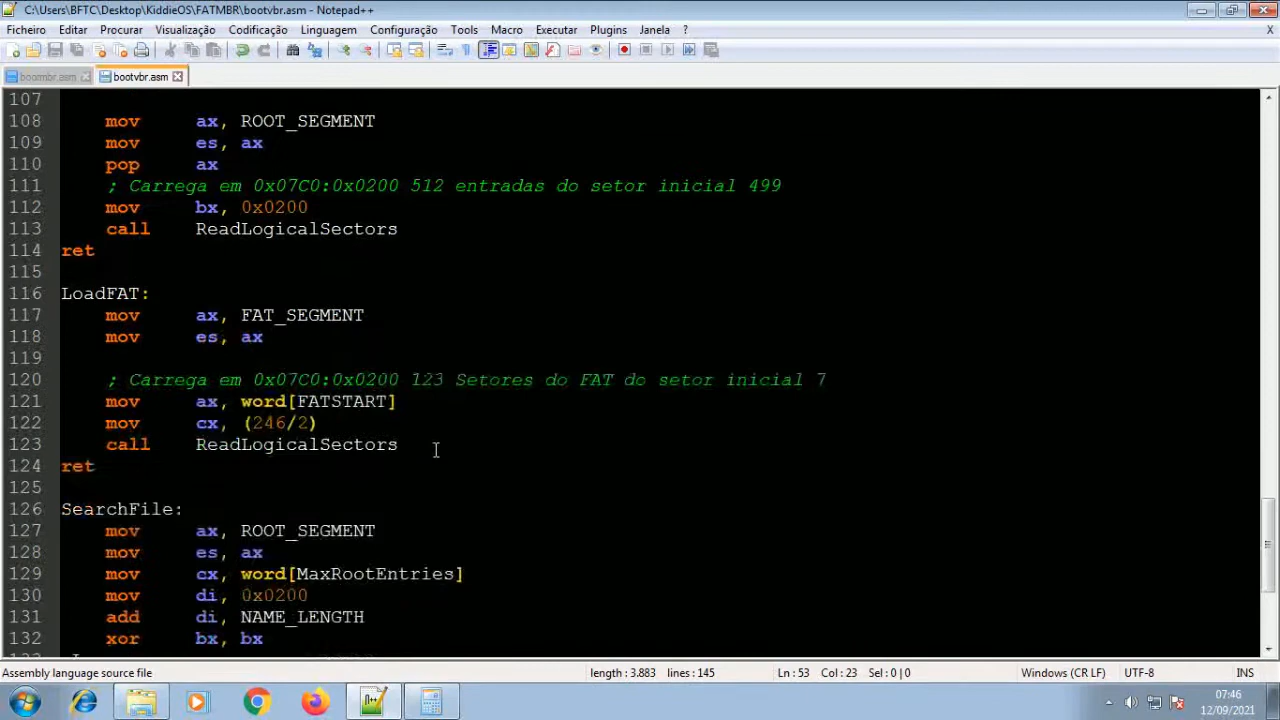 C:\Users\BFTC\Desktop\KiddieOS\FATMBR\bootvbr.asm - Notepad++
Ficheiro Editar Procurar Visualização Codificação Linguagem Configuração Tools Macro Executar Plugins Janela ? X
bootmbr.asm bootvbr.asm
107
108 mov ax, ROOT_SEGMENT
109 mov es, ax
110 pop ax
111 ; Carrega em 0x07C0:0x0200 512 entradas do setor inicial 499
112 mov bx, 0x0200
113 call ReadLogicalSectors
114 ret
115
116 LoadFAT:
117 mov ax, FAT_SEGMENT
118 mov es, ax
119
120 ; Carrega em 0x07C0:0x0200 123 Setores do FAT do setor inicial 7
121 mov ax, word[FATSTART]
122 mov cx, (246/2)
123 call ReadLogicalSectors
124 ret
125
126 SearchFile:
127 mov ax, ROOT_SEGMENT
128 mov es, ax
129 mov cx, word[MaxRootEntries]
130 mov di, 0x0200
131 add di, NAME_LENGTH
132 xor bx, bx
Assembly language source file length : 3.883 lines : 145 Ln : 53 Col : 23 Sel : 0 | 0 Windows (CR LF) UTF-8 INS
07:46
12/09/2021